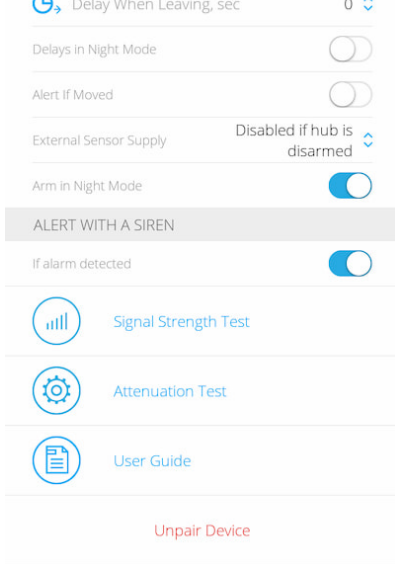 Delay When Leaving, sec 0
Delays in Night Mode
Alert If Moved
External Sensor Supply Disabled if hub is
disarmed
Arm in Night Mode
ALERT WITH A SIREN
If alarm detected
Signal Strength Test
Attenuation Test
User Guide
Unpair Device